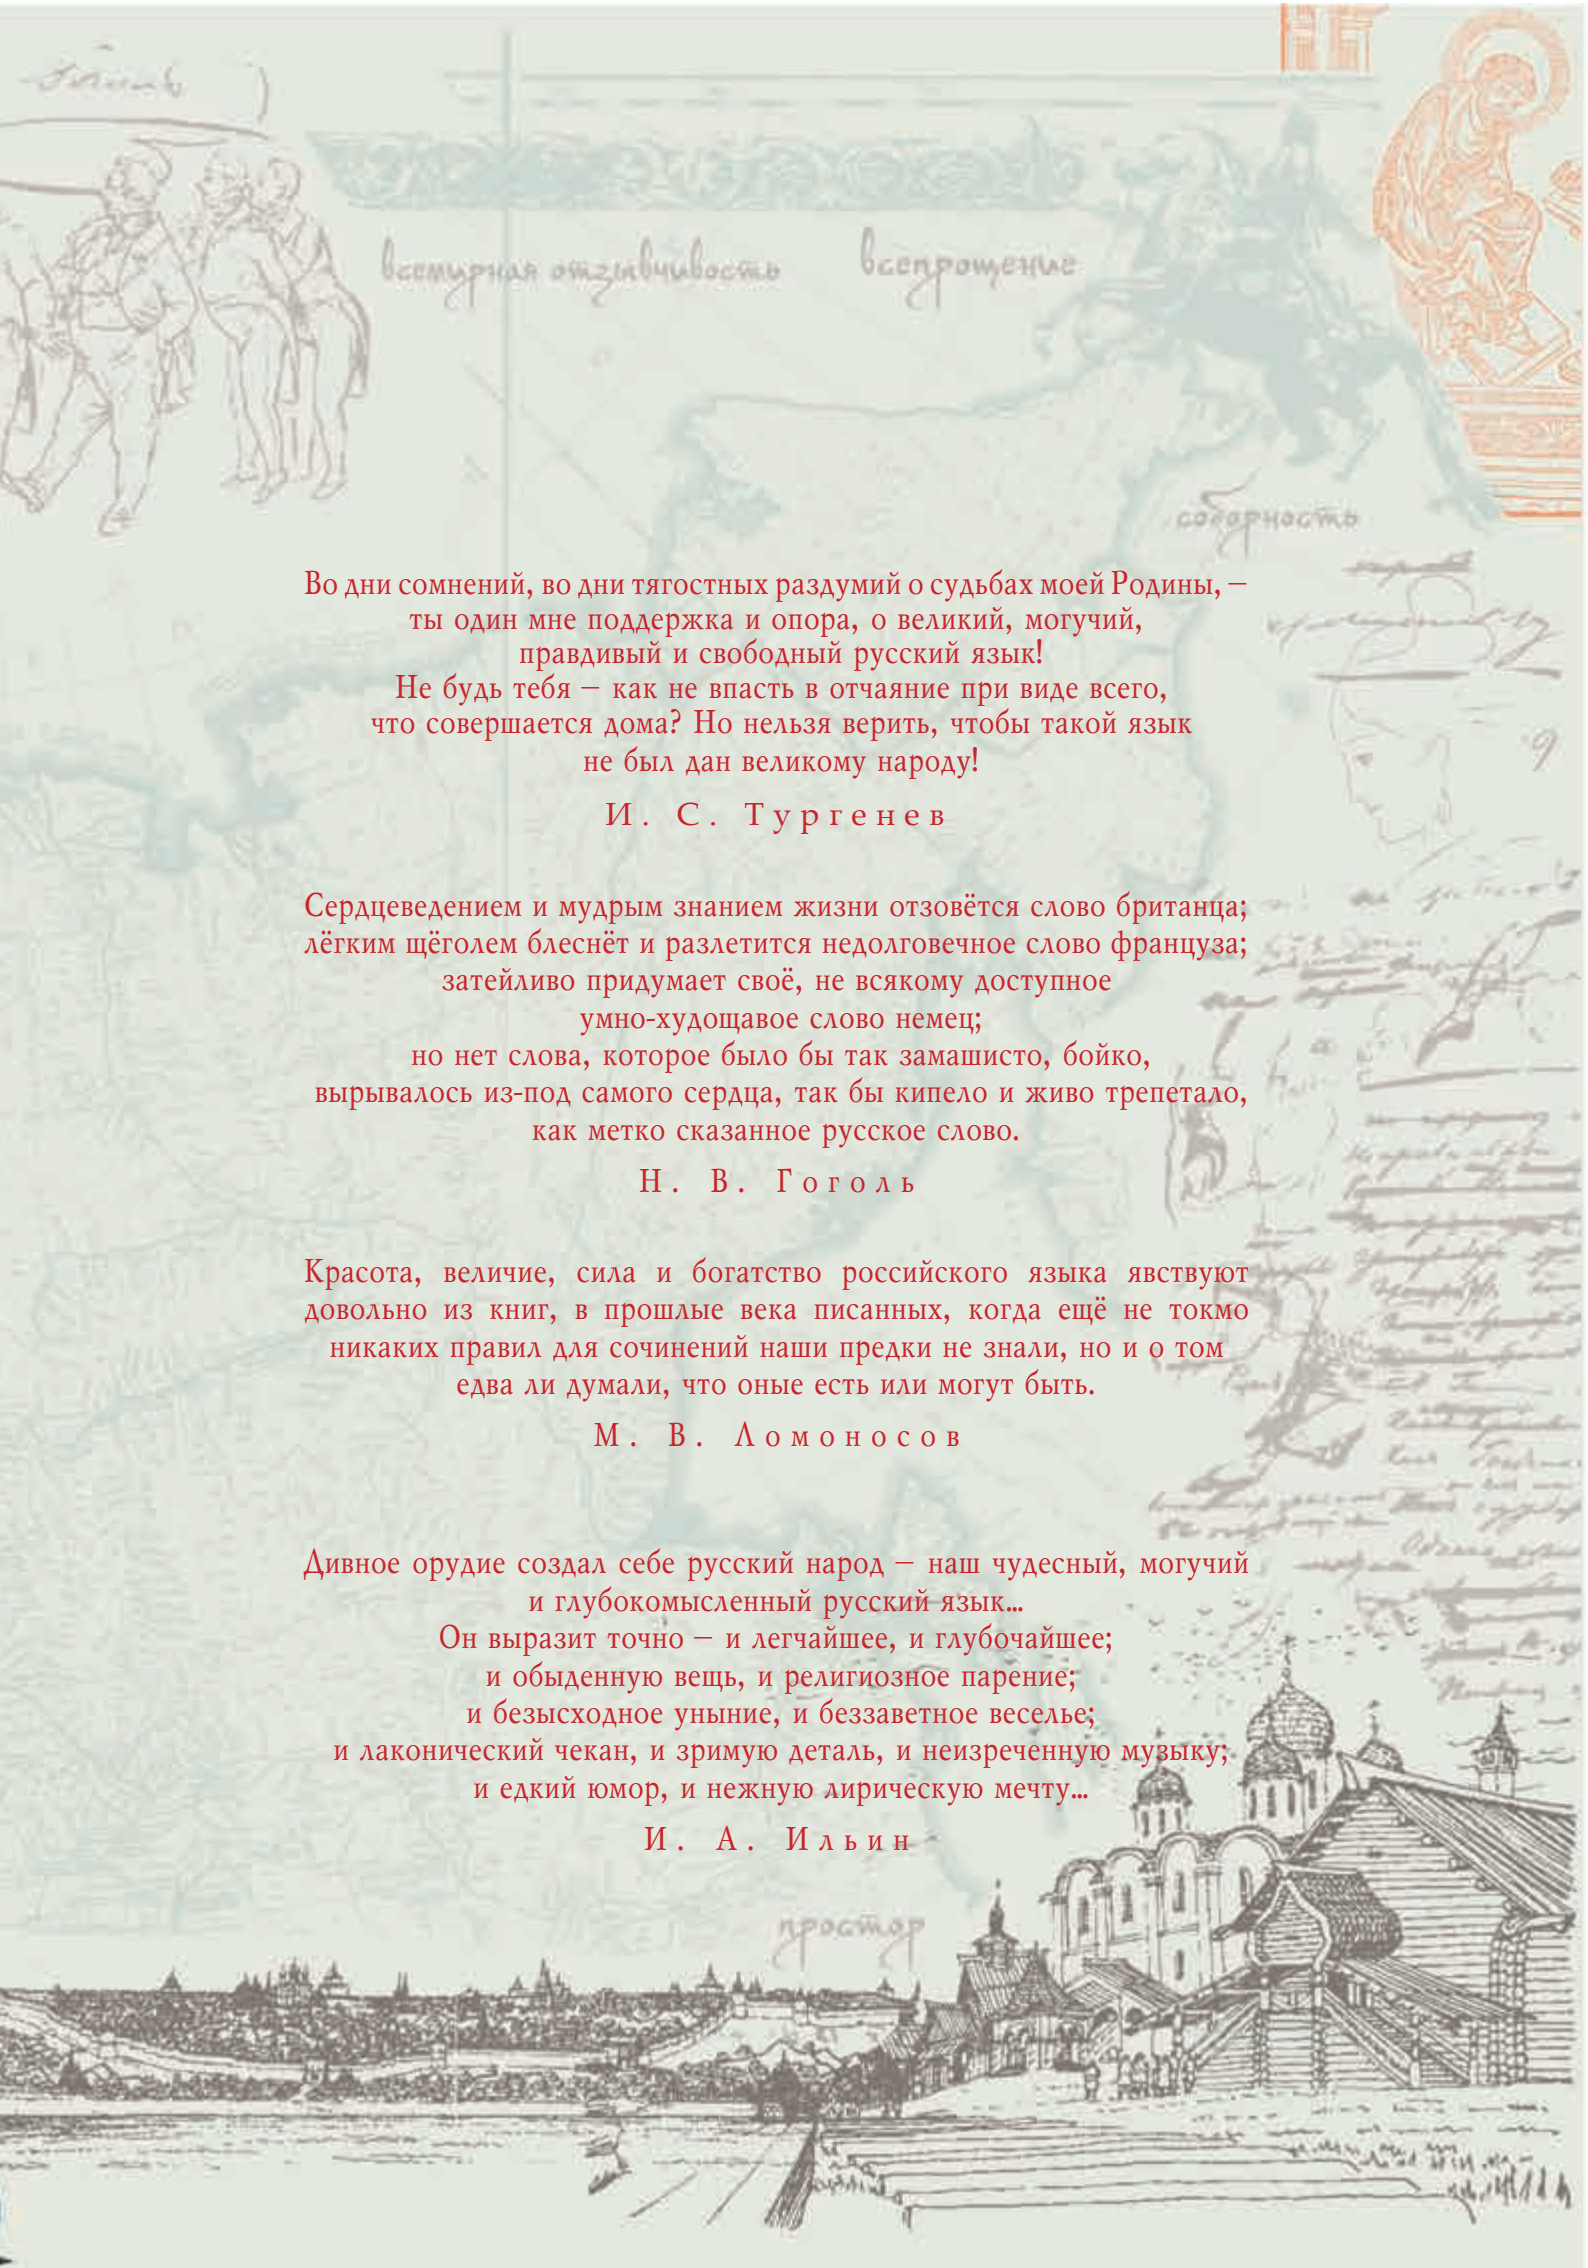 всемирная отзывчивость
всепрощение
соборность
Во дни сомнений, во дни тягостных раздумий о судьбах моей Родины, –
ты один мне поддержка и опора, о великий, могучий,
правдивый и свободный русский язык!
Не будь тебя – как не впасть в отчаяние при виде всего,
что совершается дома? Но нельзя верить, чтобы такой язык
не был дан великому народу!
И. С. Тургенев
Сердцеведением и мудрым знанием жизни отзовётся слово британца;
лёгким щёголем блеснёт и разлетится недолговечное слово француза;
затейливо придумает своё, не всякому доступное
умно-худощавое слово немец;
но нет слова, которое было бы так замашисто, бойко,
вырывалось из-под самого сердца, так бы кипело и живо трепетало,
как метко сказанное русское слово.
Н. В. Гоголь
Красота, величие, сила и богатство российского языка явствуют
довольно из книг, в прошлые века писанных, когда ещё не токмо
никаких правил для сочинений наши предки не знали, но и о том
едва ли думали, что оные есть или могут быть.
М. В. Ломоносов
Дивное орудие создал себе русский народ – наш чудесный, могучий
и глубокомысленный русский язык...
Он выразит точно – и легчайшее, и глубочайшее;
и обыденную вещь, и религиозное парение;
и безысходное уныние, и беззаветное веселье;
и лаконический чекан, и зримую деталь, и неизреченную музыку;
и едкий юмор, и нежную лирическую мечту...
И. А. Ильин
простор